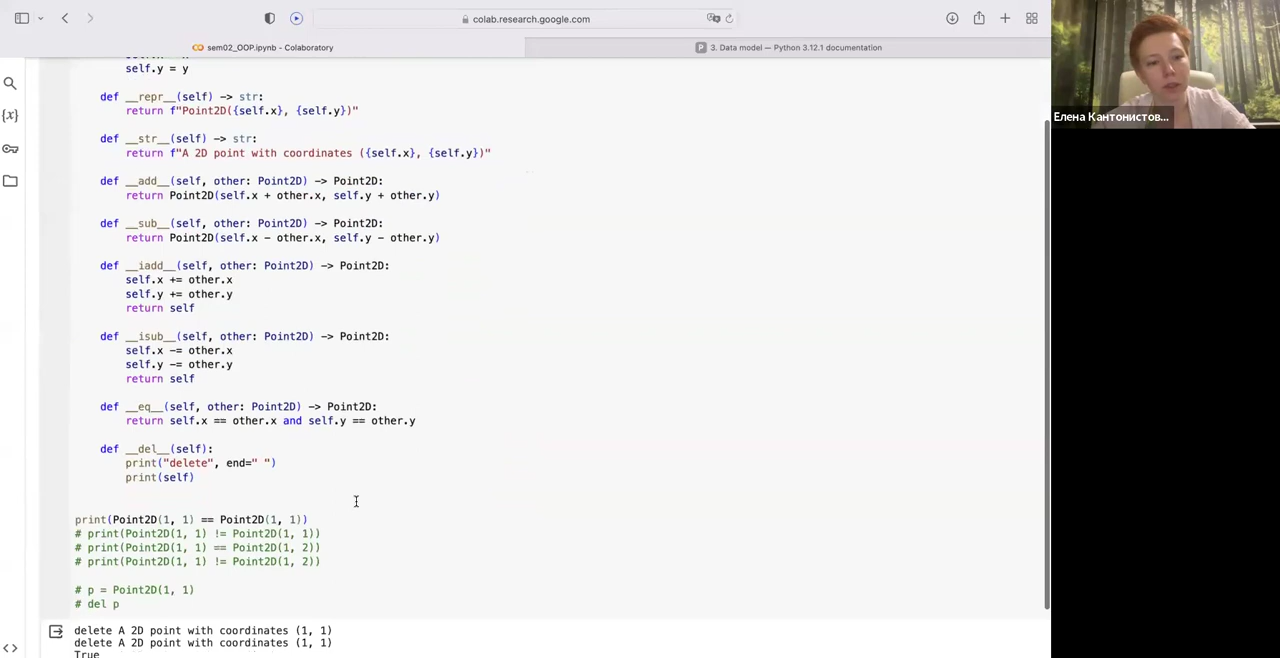 colab.research.google.com
sem02_OOP.ipynb - Colaboratory
3. Data model — Python 3.12.1 documentation
Елена Кантонистов...
self.y = y
def __repr__(self) -> str:
return f"Point2D({self.x}, {self.y})"
def __str__(self) -> str:
return f"A 2D point with coordinates ({self.x}, {self.y})"
def __add__(self, other: Point2D) -> Point2D:
return Point2D(self.x + other.x, self.y + other.y)
def __sub__(self, other: Point2D) -> Point2D:
return Point2D(self.x - other.x, self.y - other.y)
def __iadd__(self, other: Point2D) -> Point2D:
self.x += other.x
self.y += other.y
return self
def __isub__(self, other: Point2D) -> Point2D:
self.x -= other.x
self.y -= other.y
return self
def __eq__(self, other: Point2D) -> Point2D:
return self.x == other.x and self.y == other.y
def __del__(self):
print("delete", end=" ")
print(self)
print(Point2D(1, 1) == Point2D(1, 1))
# print(Point2D(1, 1) != Point2D(1, 1))
# print(Point2D(1, 1) == Point2D(1, 2))
# print(Point2D(1, 1) != Point2D(1, 2))
# p = Point2D(1, 1)
# del p
delete A 2D point with coordinates (1, 1)
delete A 2D point with coordinates (1, 1)
True